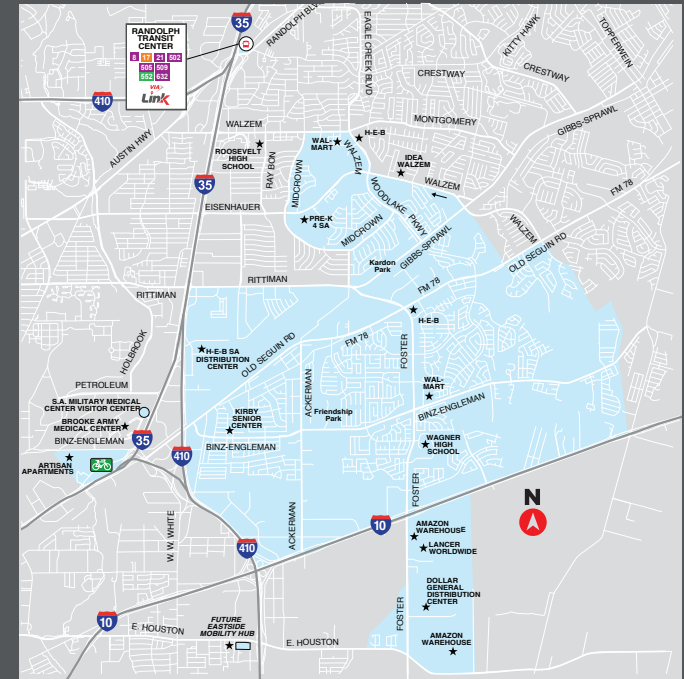 RANDOLPH
TRANSIT
CENTER
8 17 21 502
505 509
552 632
VIA
Link
35
RANDOLPH BLVD
EAGLE CREEK BLVD
KITTY HAWK
TOPPERWEIN
CRESTWAY
CRESTWAY
410
AUSTIN HWY
WALZEM
MONTGOMERY
GIBBS-SPRAWL
ROOSEVELT
HIGH
SCHOOL
WAL-
MART
H-E-B
WALZEM
IDEA
WALZEM
WALZEM
FM 78
35
RAY BON
MIDCROWN
WOODLAKE PKWY
EISENHAUER
PRE-K
4 SA
MIDCROWN
GIBBS-SPRAWL
WALZEM
OLD SEGUIN RD
Kardon
Park
RITTIMAN
FM 78
RITTIMAN
H-E-B
HOLBROOK
H-E-B SA
DISTRIBUTION
CENTER
OLD SEGUIN RD
FM 78
FOSTER
PETROLEUM
ACKERMAN
WAL-
MART
S.A. MILITARY MEDICAL
CENTER VISITOR CENTER
BROOKE ARMY
MEDICAL CENTER
KIRBY
SENIOR
CENTER
Friendship
Park
BINZ-ENGLEMAN
BINZ-ENGLEMAN
35
BINZ-ENGLEMAN
WAGNER
HIGH
SCHOOL
410
ARTISAN
APARTMENTS
FOSTER
N
W. W. WHITE
410
ACKERMAN
10
AMAZON
WAREHOUSE
LANCER
WORLDWIDE
DOLLAR
GENERAL
DISTRIBUTION
CENTER
10
E. HOUSTON
FUTURE
EASTSIDE
MOBILITY HUB
E. HOUSTON
FOSTER
AMAZON
WAREHOUSE